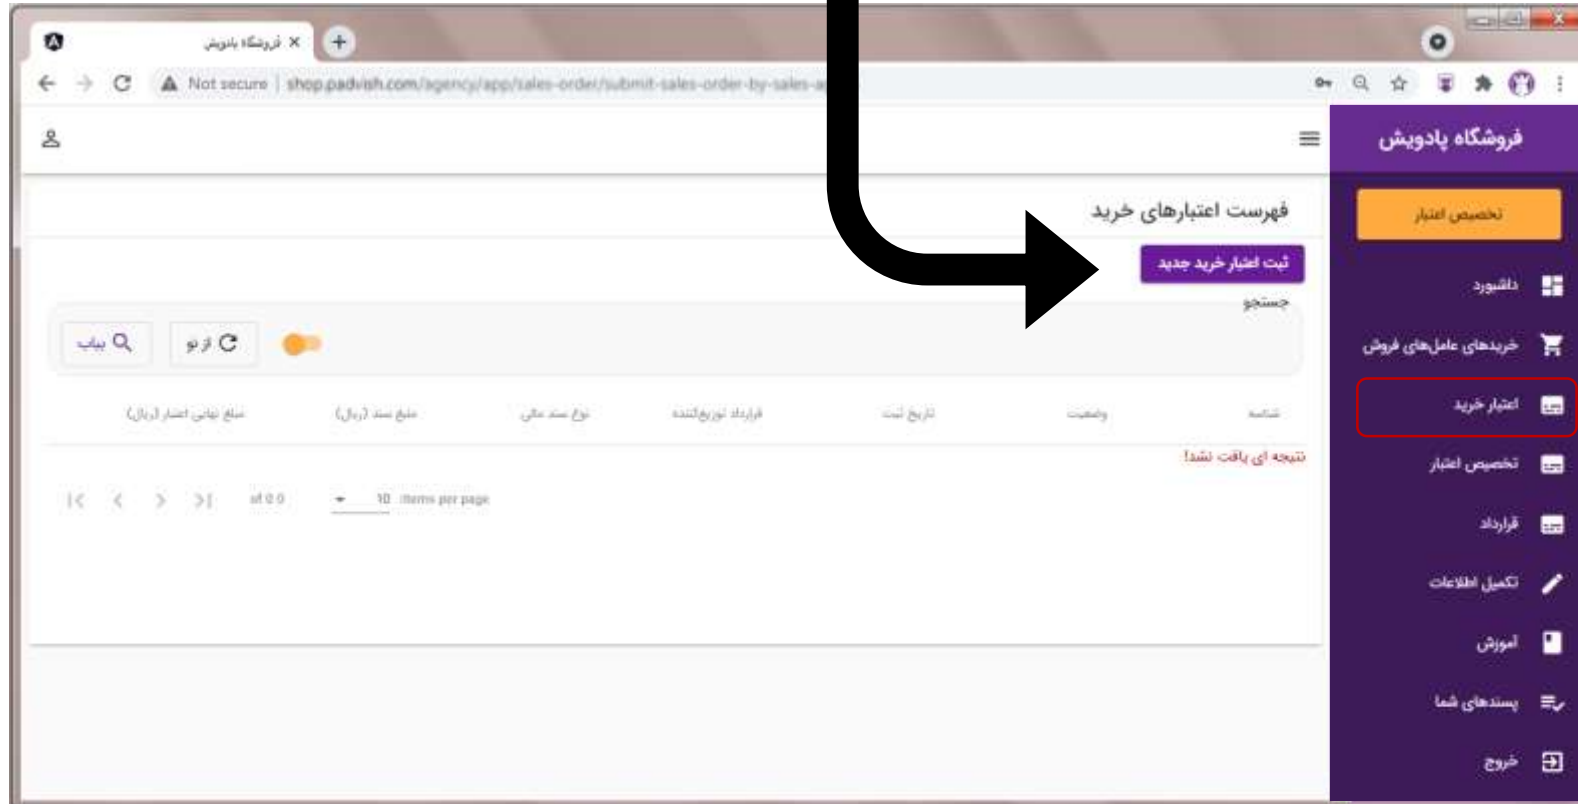 فروشگاه پادویش
Not secure | shop.padvish.com/agency/app/sales-order/submit-sales-order-by-sales-a
فروشگاه پادویش
تخصیص اعتبار
داشبورد
خریدهای عامل‌های فروش
اعتبار خرید
تخصیص اعتبار
قرارداد
تکمیل اطلاعات
آموزش
پسندهای شما
خروج
فهرست اعتبارهای خرید
ثبت اعتبار خرید جدید
جستجو
از نو
بیاب
شناسه وضعیت تاریخ ثبت قرارداد توزیع‌کننده نوع سند مالی مبلغ سند (ریال) مبلغ نهایی اعتبار (ریال)
نتیجه ای یافت نشد!
10 items per page
of 0 0